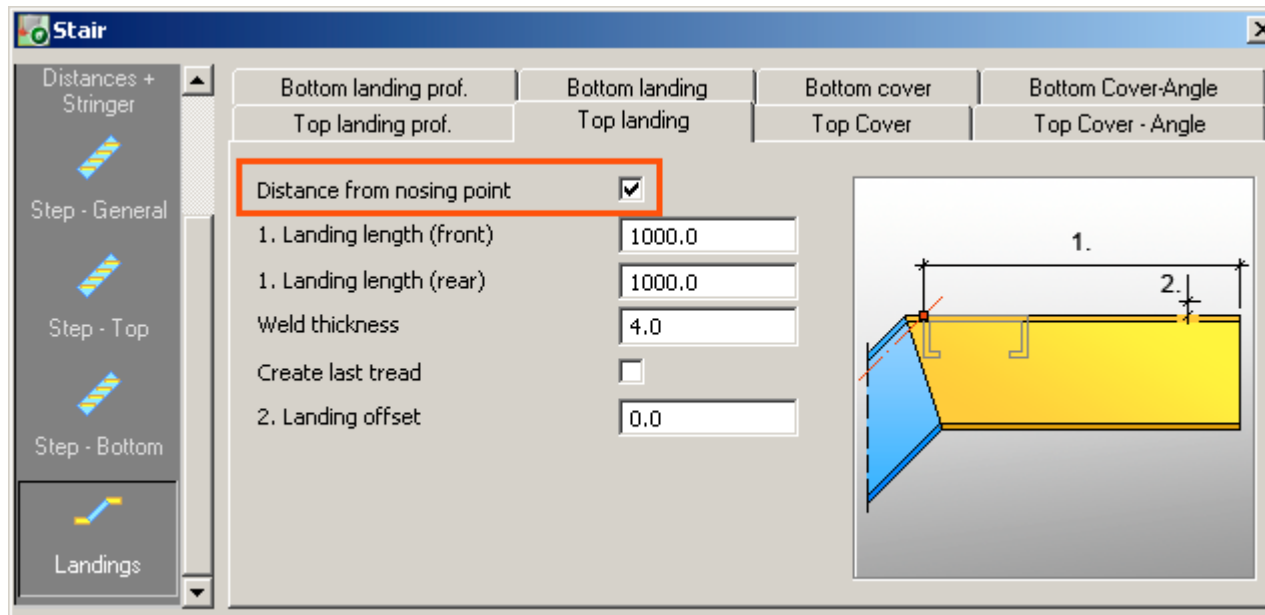 Stair
Distances +
Stringer
Step - General
Step - Top
Step - Bottom
Landings
Bottom landing prof.
Bottom landing
Bottom cover
Bottom Cover-Angle
Top landing prof.
Top landing
Top Cover
Top Cover - Angle
Distance from nosing point
1. Landing length (front) 1000.0
1. Landing length (rear) 1000.0
Weld thickness 4.0
Create last tread
2. Landing offset 0.0
1.
2.